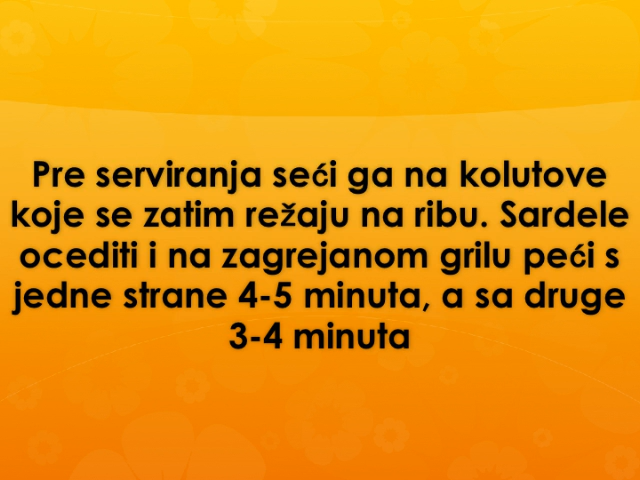 Pre serviranja seći ga na kolutove
koje se zatim režaju na ribu. Sardele
ocediti i na zagrejanom grilu peći s
jedne strane 4-5 minuta, a sa druge
3-4 minuta